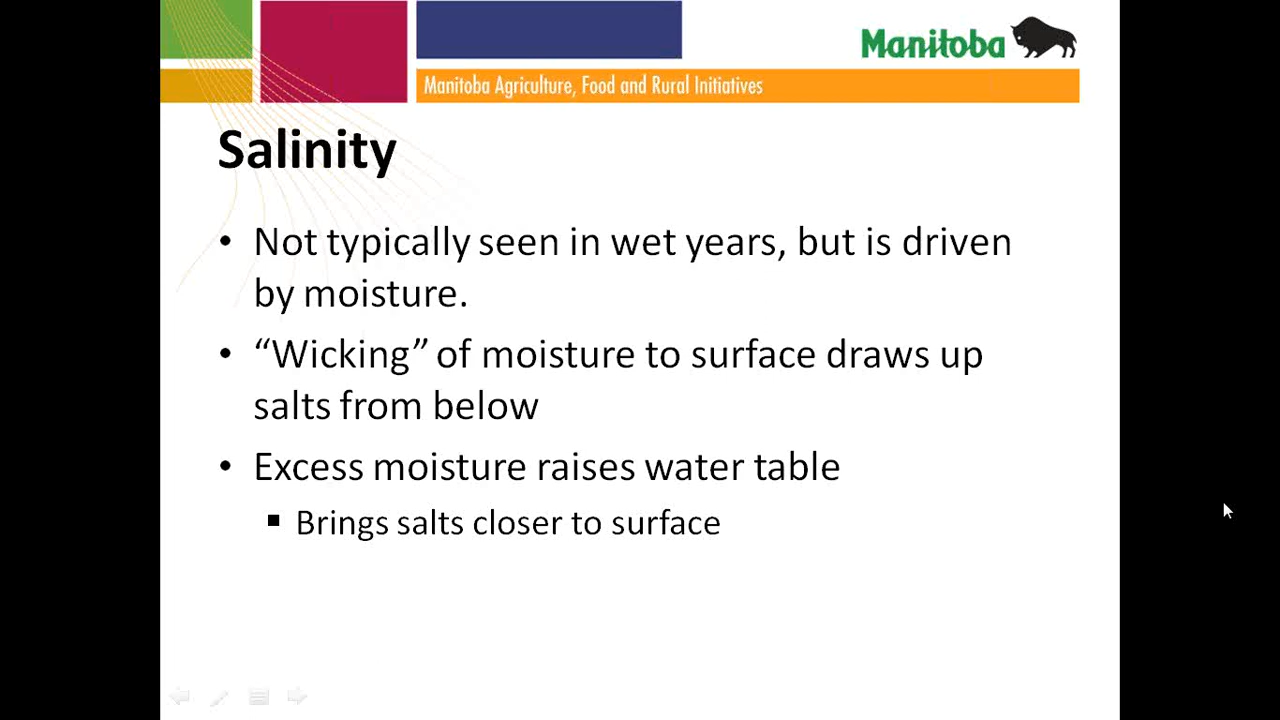 Manitoba
Manitoba Agriculture, Food and Rural Initiatives
Salinity
• Not typically seen in wet years, but is driven
by moisture.
• “Wicking” of moisture to surface draws up
salts from below
• Excess moisture raises water table
▪ Brings salts closer to surface